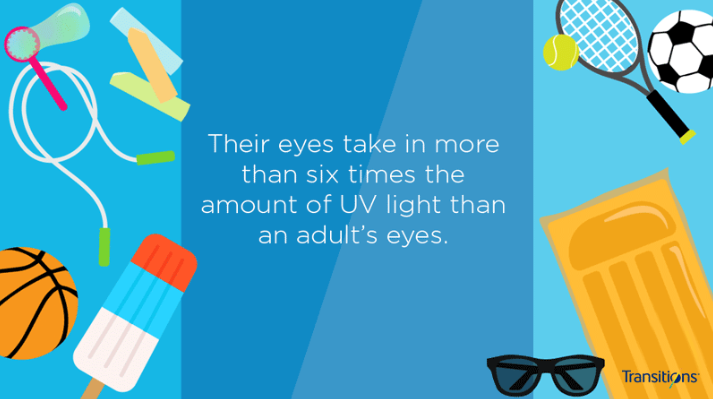 Their eyes take in more
than six times the
amount of UV light than
an adult's eyes.
Transitions